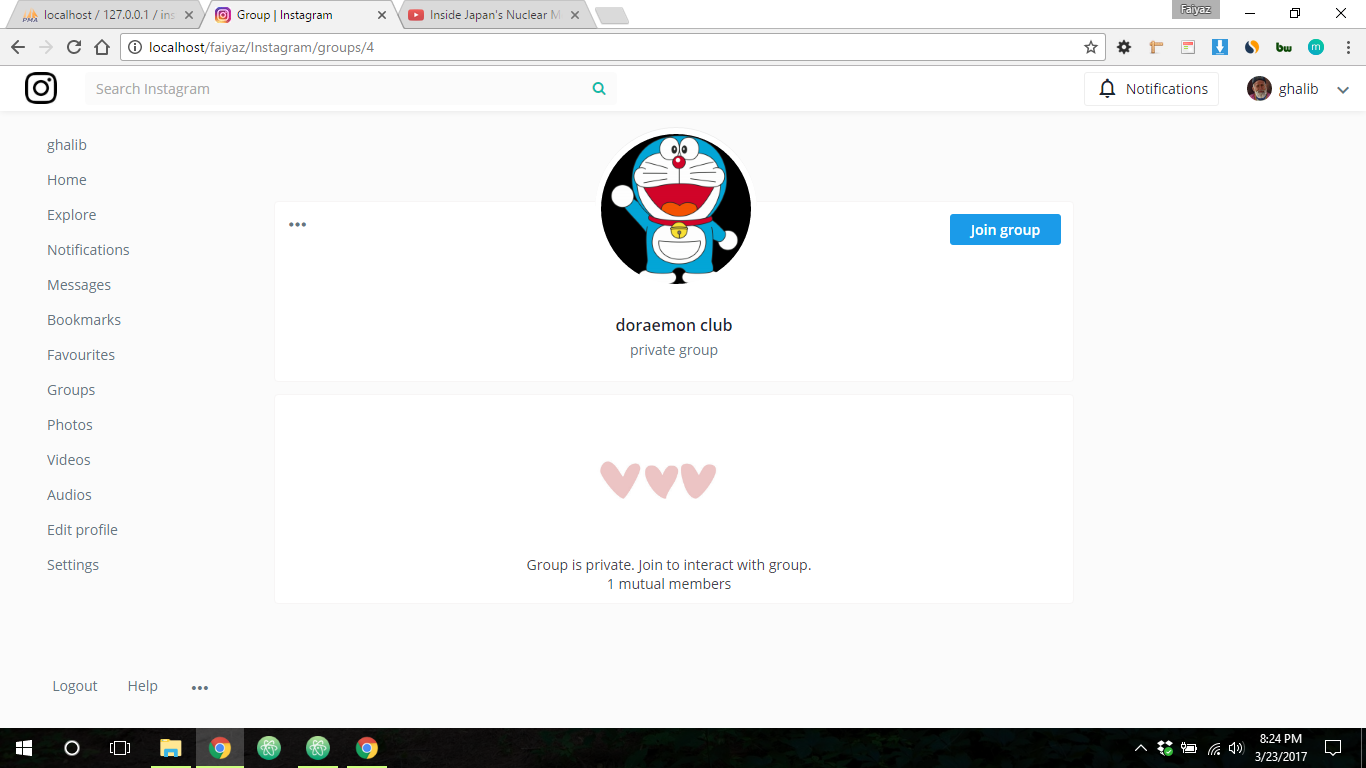 Faiyaz
localhost / 127.0.0.1 / ins
Group | Instagram
Inside Japan's Nuclear M
localhost/faiyaz/Instagram/groups/4
bw
m
Search Instagram
Notifications
ghalib
ghalib
Home
Explore
Notifications
Messages
Bookmarks
Favourites
Groups
Photos
Videos
Audios
Edit profile
Settings
Join group
doraemon club
private group
Group is private. Join to interact with group.
1 mutual members
Logout
Help
8:24 PM
3/23/2017